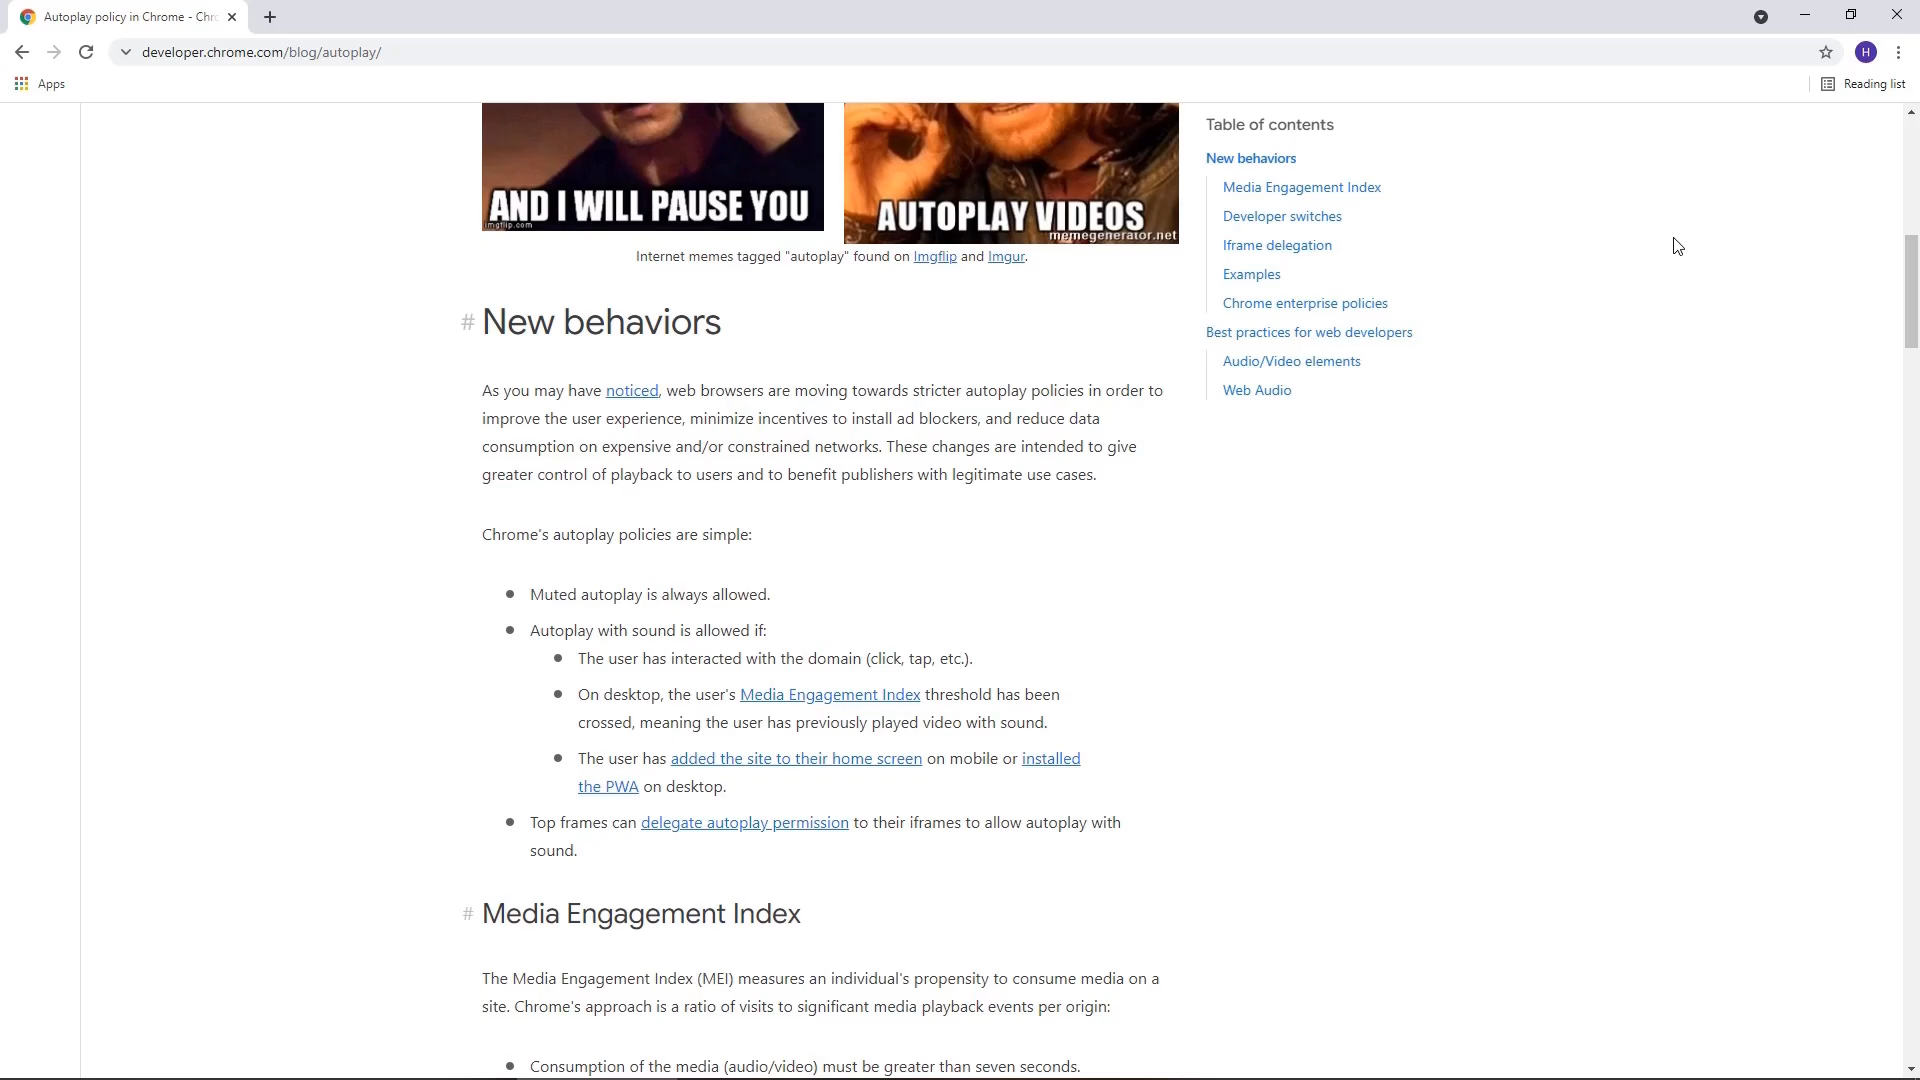 Autoplay policy in Chrome - Chr
developer.chrome.com/blog/autoplay/
H
Apps
Reading list
AND I WILL PAUSE YOU
imgflip.com
AUTOPLAY VIDEOS
memegenerator.net
Internet memes tagged "autoplay" found on Imgflip and Imgur.
# New behaviors
As you may have noticed, web browsers are moving towards stricter autoplay policies in order to
improve the user experience, minimize incentives to install ad blockers, and reduce data
consumption on expensive and/or constrained networks. These changes are intended to give
greater control of playback to users and to benefit publishers with legitimate use cases.
Chrome's autoplay policies are simple:
Muted autoplay is always allowed.
Autoplay with sound is allowed if:
The user has interacted with the domain (click, tap, etc.).
On desktop, the user's Media Engagement Index threshold has been
crossed, meaning the user has previously played video with sound.
The user has added the site to their home screen on mobile or installed
the PWA on desktop.
Top frames can delegate autoplay permission to their iframes to allow autoplay with
sound.
# Media Engagement Index
The Media Engagement Index (MEI) measures an individual's propensity to consume media on a
site. Chrome's approach is a ratio of visits to significant media playback events per origin:
Consumption of the media (audio/video) must be greater than seven seconds.
Table of contents
New behaviors
Media Engagement Index
Developer switches
Iframe delegation
Examples
Chrome enterprise policies
Best practices for web developers
Audio/Video elements
Web Audio